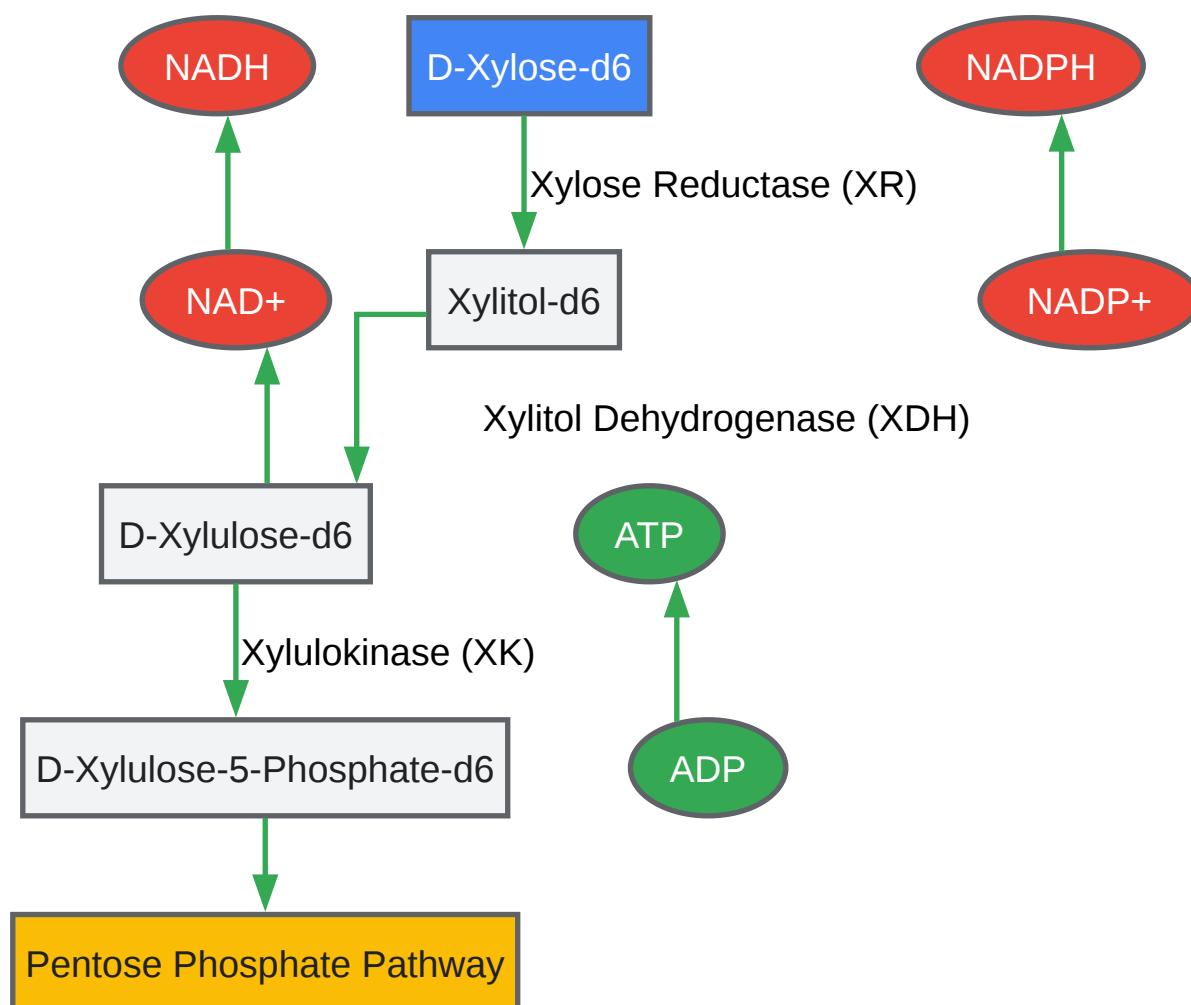 NADH
D-Xylose-d6
NADPH
Xylose Reductase (XR)
NAD+
Xylitol-d6
NADP+
Xylitol Dehydrogenase (XDH)
D-Xylulose-d6
ATP
Xylulokinase (XK)
D-Xylulose-5-Phosphate-d6
ADP
Pentose Phosphate Pathway